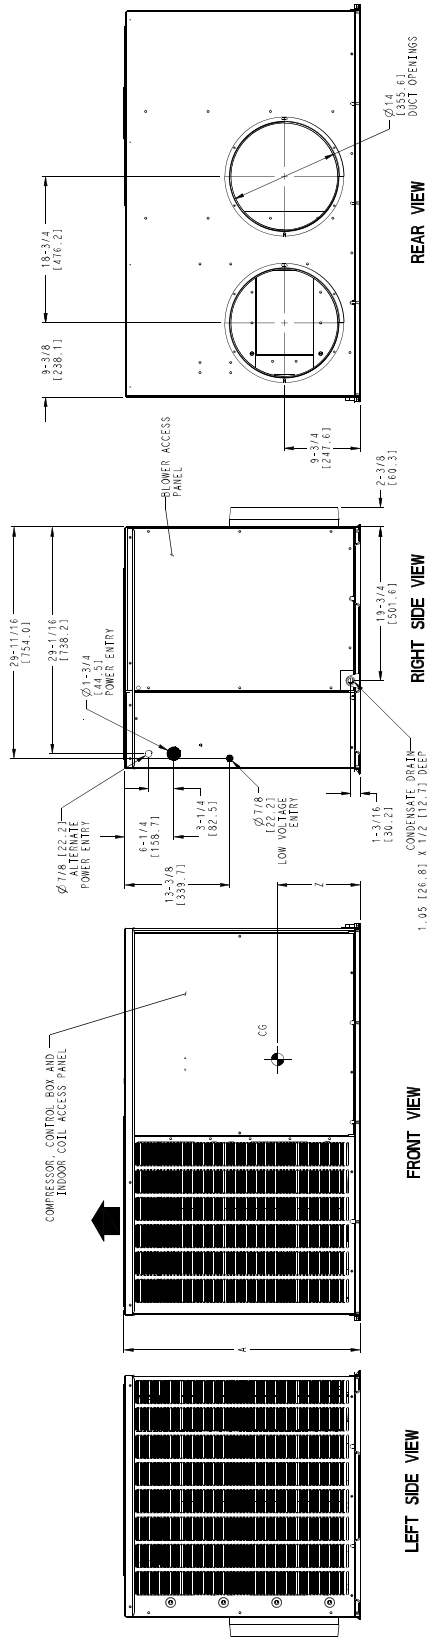 LEFT SIDE VIEW
A
COMPRESSOR, CONTROL BOX AND
INDOOR COIL ACCESS PANEL
CG
Z
FRONT VIEW
Ø 7/8 [22.2]
ALTERNATE
POWER ENTRY
6-1/4
[158.7]
13-3/8
[339.7]
3-1/4
[82.5]
Ø 7/8
[22.2]
LOW VOLTAGE
ENTRY
Ø 1-3/4
[44.5]
POWER ENTRY
29-11/16
[754.0]
29-1/16
[738.2]
BLOWER ACCESS
PANEL
1-3/16
[30.2]
CONDENSATE DRAIN
1.05 [26.8] X 1/2 [12.7] DEEP
19-3/4
[501.6]
2-3/8
[60.3]
RIGHT SIDE VIEW
9-3/8
[238.1]
18-3/4
[476.2]
9-3/4
[247.6]
Ø14
[355.6]
DUCT OPENINGS
REAR VIEW